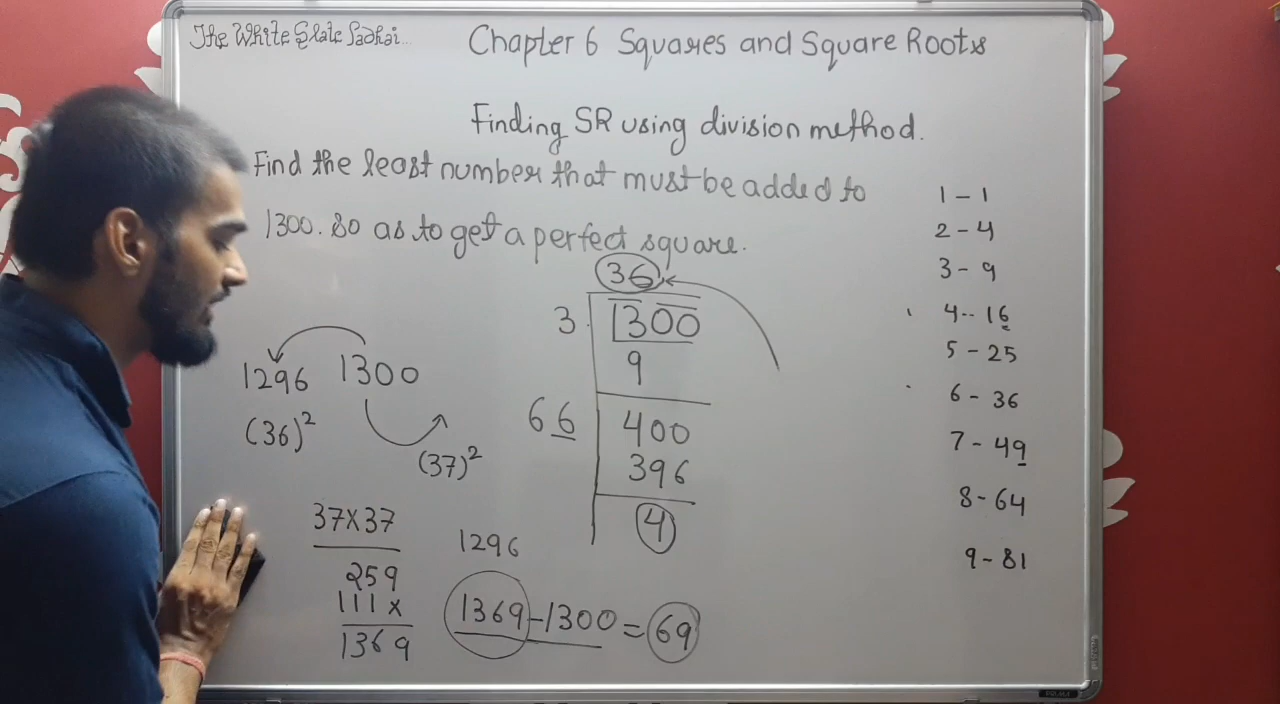 The White Slate Padhai...
Chapter 6 Squares and Square Roots
Finding SR using division method.
Find the least number that must be added to
1300. so as to get a perfect square.
1296 1300
(36)²
(37)²
37x37
259
111x
1369
36
3 1300
9
66 400
396
4
1296
1369-1300 = 69
1-1
2-4
3-9
4--16
5-25
6-36
7-49
8-64
9-81